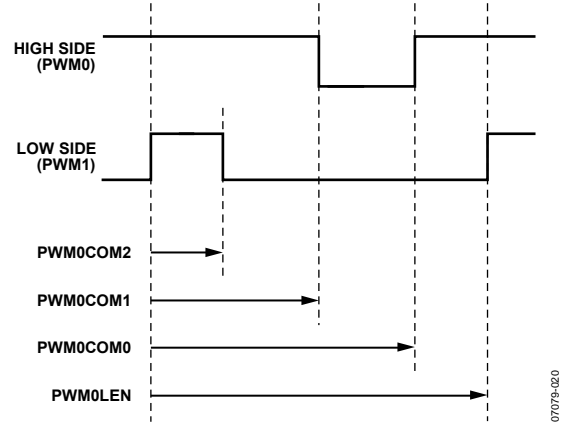 HIGH SIDE
(PWM0)
LOW SIDE
(PWM1)
PWM0COM2
PWM0COM1
PWM0COM0
PWM0LEN
07079-020